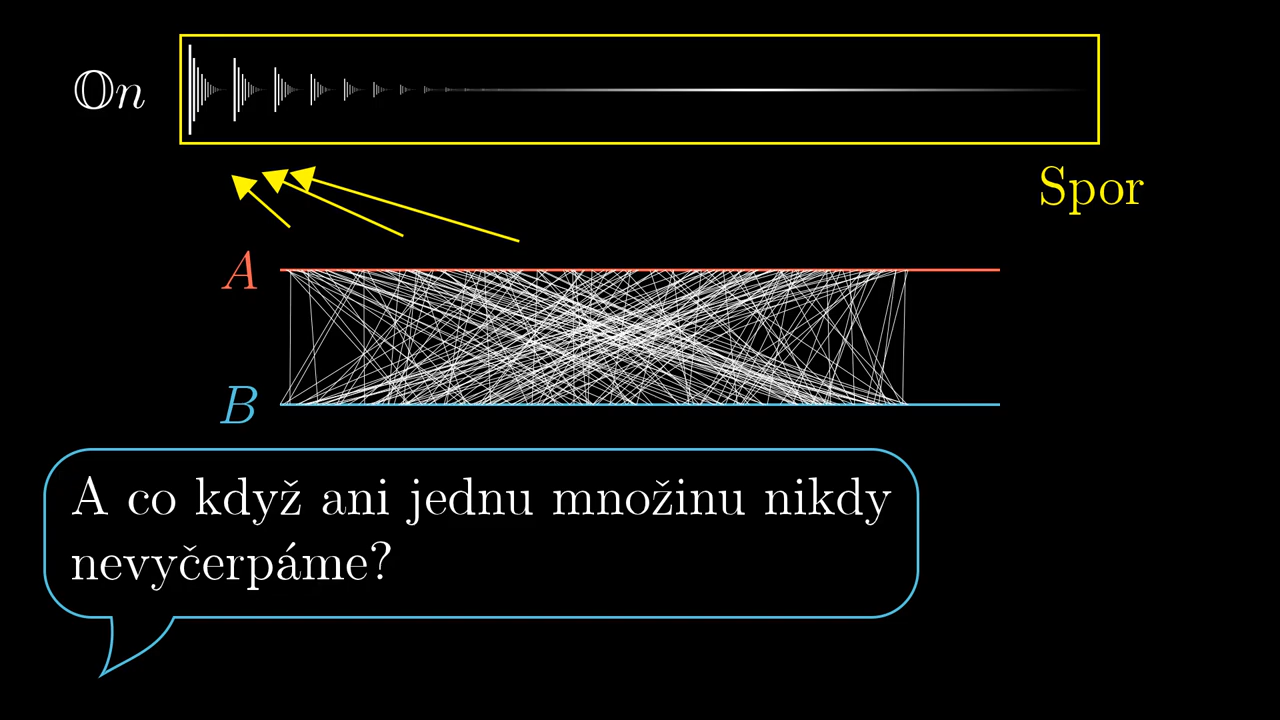 𝕆n
Spor
A
B
A co když ani jednu množinu nikdy
nevyčerpáme?